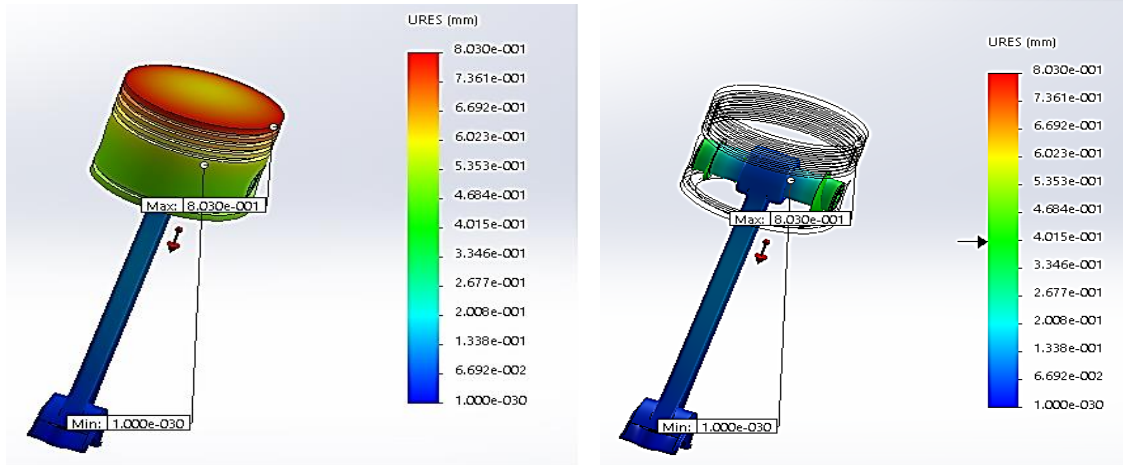 URES (mm)
8.030e-001
7.361e-001
6.692e-001
6.023e-001
5.353e-001
4.684e-001
4.015e-001
3.346e-001
2.677e-001
2.008e-001
1.338e-001
6.692e-002
1.000e-030
Max: 8.030e-001
Min: 1.000e-030
URES (mm)
8.030e-001
7.361e-001
6.692e-001
6.023e-001
5.353e-001
4.684e-001
4.015e-001
3.346e-001
2.677e-001
2.008e-001
1.338e-001
6.692e-002
1.000e-030
Max: 8.030e-001
Min: 1.000e-030